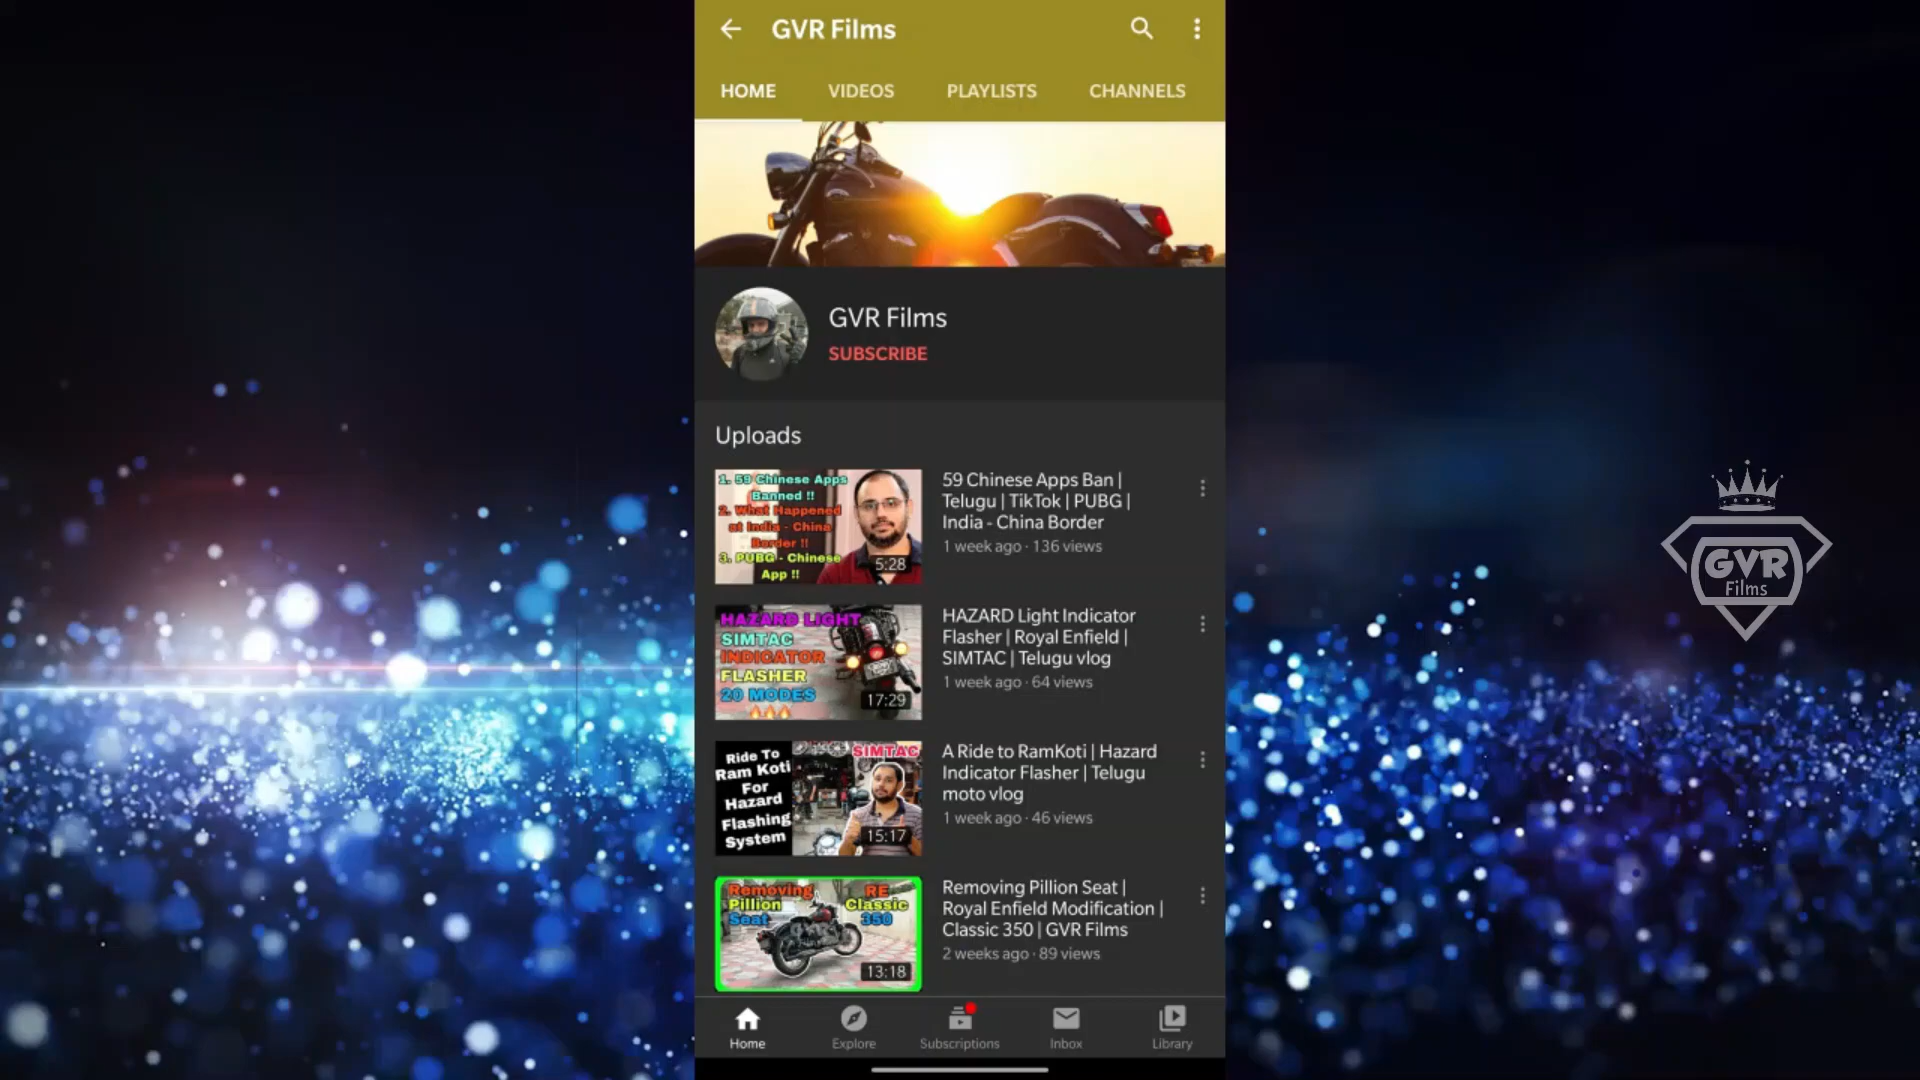 GVR Films
HOME VIDEOS PLAYLISTS CHANNELS
GVR Films
SUBSCRIBE
Uploads
1. 59 Chinese Apps
Banned !!
2. What Happened
at India - China
Border !!
3. PUBG - Chinese
App !!
5:28
59 Chinese Apps Ban |
Telugu | TikTok | PUBG |
India - China Border
1 week ago · 136 views
HAZARD LIGHT
SIMTAC
INDICATOR
FLASHER
20 MODES
17:29
HAZARD Light Indicator
Flasher | Royal Enfield |
SIMTAC | Telugu vlog
1 week ago · 64 views
Ride To
Ram Koti
For
Hazard
Flashing
System
SIMTAC
15:17
A Ride to RamKoti | Hazard
Indicator Flasher | Telugu
moto vlog
1 week ago · 46 views
Removing
Pillion
Seat
RE
Classic
350
13:18
Removing Pillion Seat |
Royal Enfield Modification |
Classic 350 | GVR Films
2 weeks ago · 89 views
Home Explore Subscriptions Inbox Library
GVR
Films